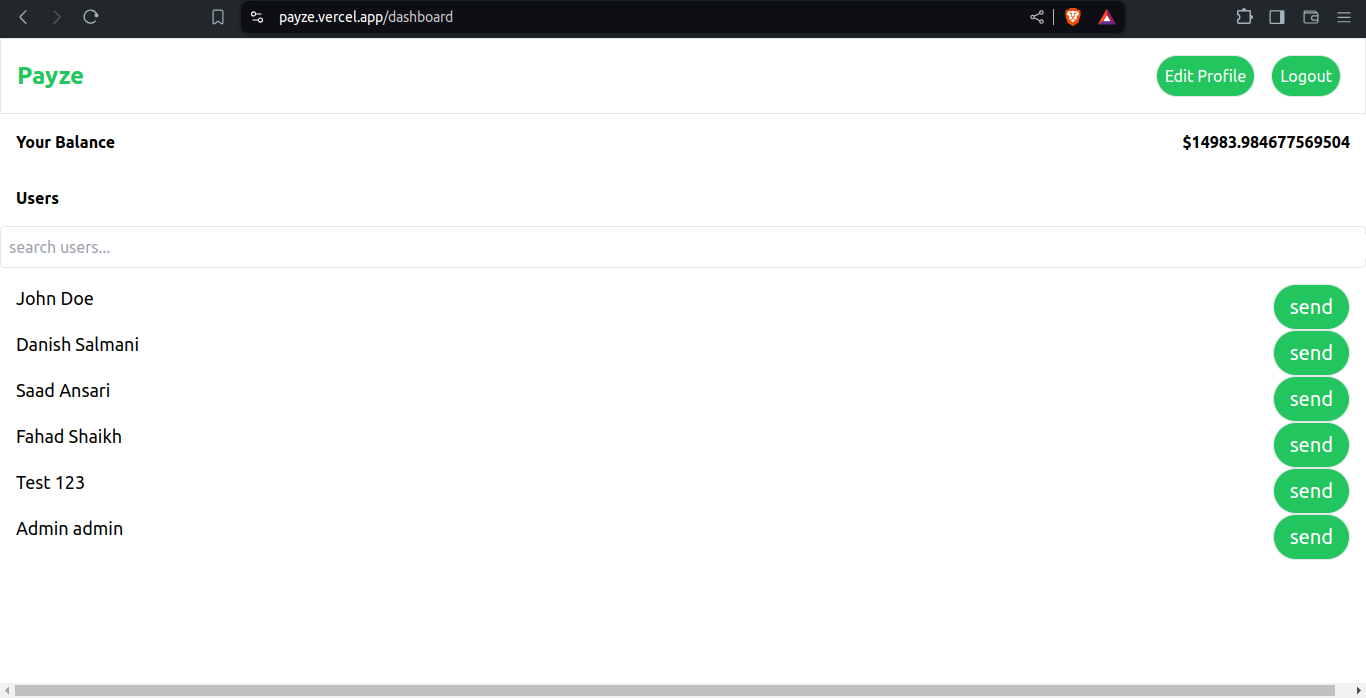 payze.vercel.app/dashboard
Payze
Edit Profile Logout
Your Balance $14983.984677569504
Users
search users...
John Doe send
Danish Salmani send
Saad Ansari send
Fahad Shaikh send
Test 123 send
Admin admin send